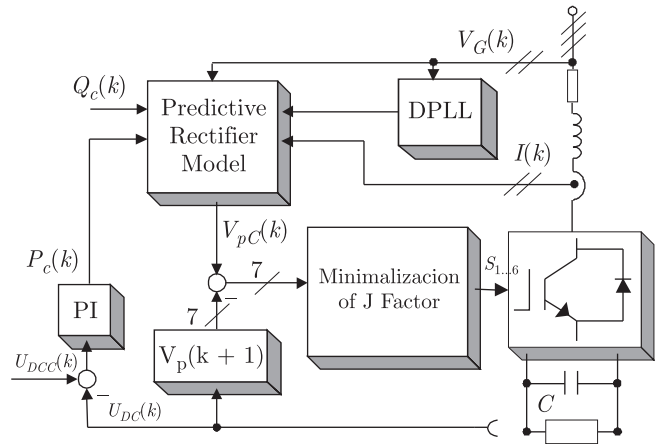 V_G(k)
Q_c(k)
Predictive
Rectifier
Model
DPLL
I(k)
V_pC(k)
P_c(k)
7
Minimalizacion
of J Factor
S_1...6
PI
7
−
V_p(k + 1)
U_DCC(k)
−
U_DC(k)
C